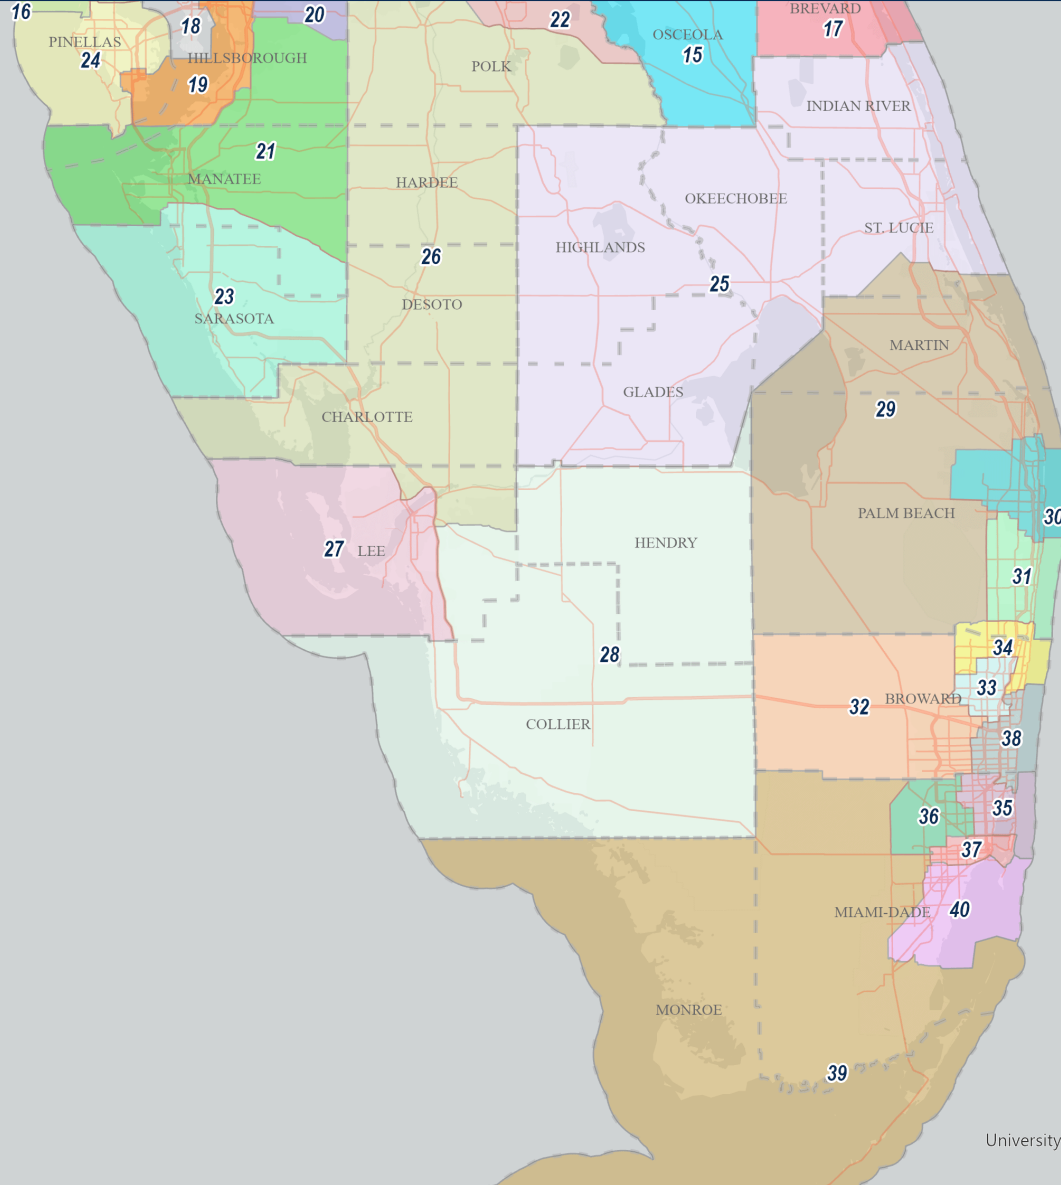 16
18
20
22
OSCEOLA
15
BREVARD
17
PINELLAS
24
HILLSBOROUGH
19
POLK
INDIAN RIVER
21
MANATEE
HARDEE
OKEECHOBEE
HIGHLANDS
ST. LUCIE
26
25
23
SARASOTA
DESOTO
MARTIN
GLADES
29
CHARLOTTE
PALM BEACH
30
27
LEE
HENDRY
31
28
34
33
32
BROWARD
COLLIER
38
36
35
37
MIAMI-DADE
40
MONROE
39
University